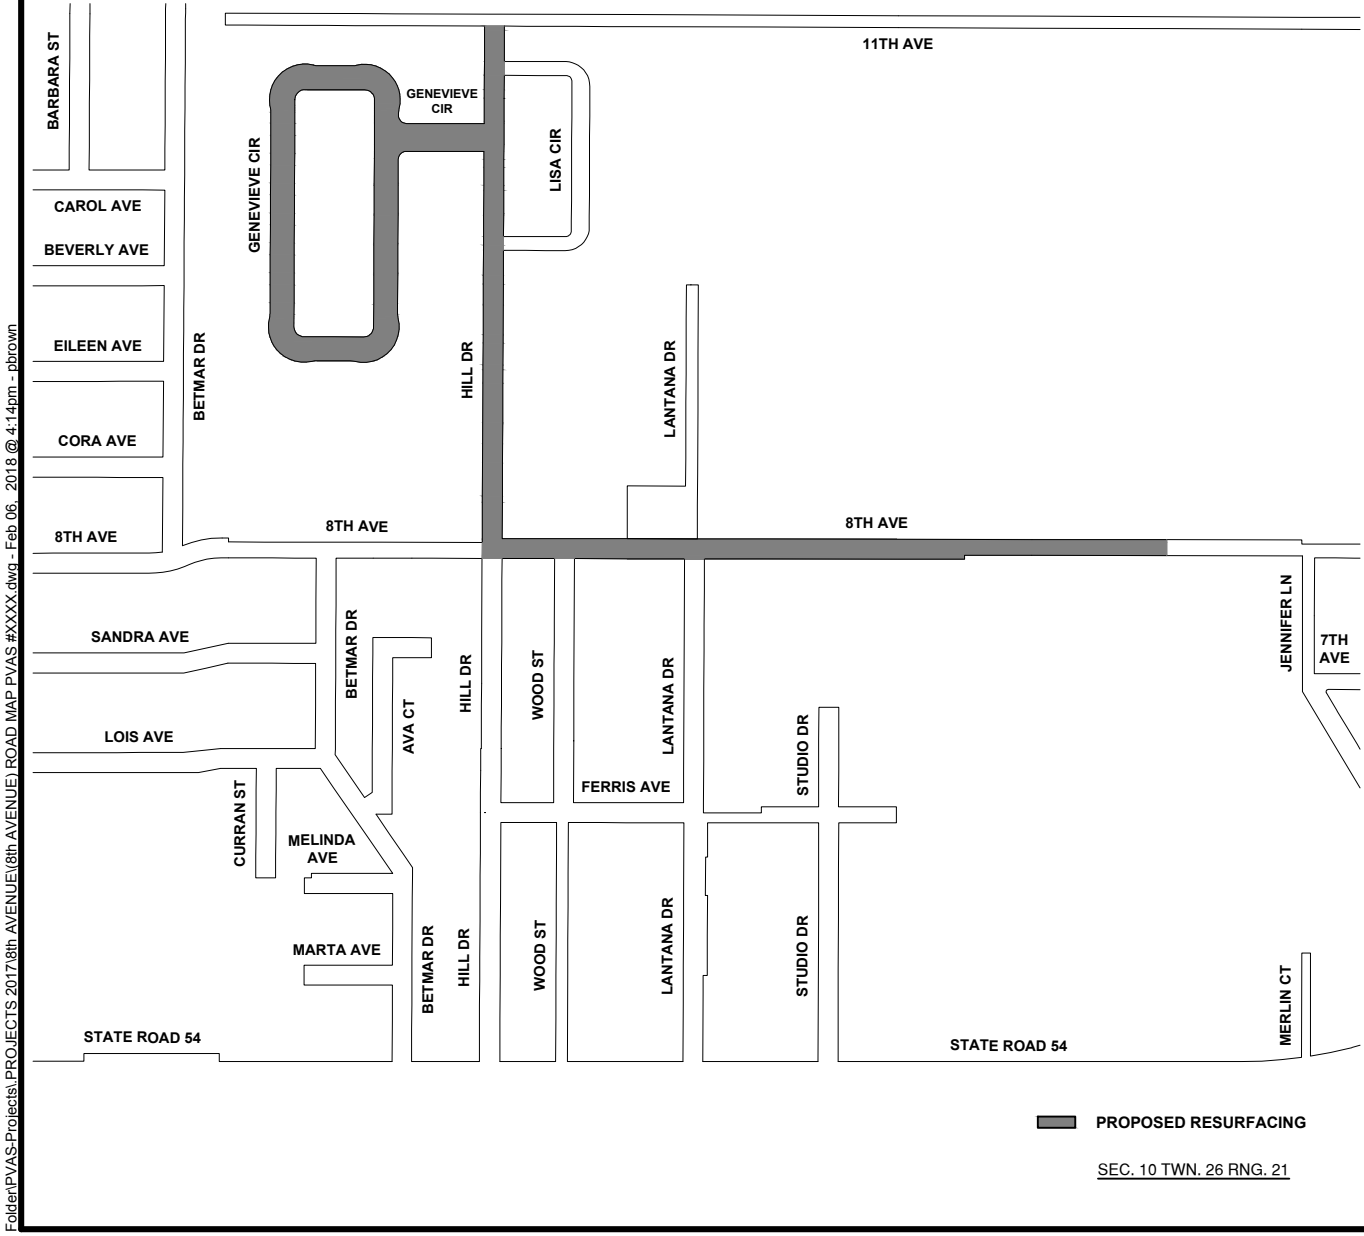 11TH AVE
BARBARA ST
GENEVIEVE
CIR
GENEVIEVE CIR
LISA CIR
CAROL AVE
BEVERLY AVE
EILEEN AVE
BETMAR DR
HILL DR
LANTANA DR
CORA AVE
8TH AVE
8TH AVE
8TH AVE
SANDRA AVE
BETMAR DR
HILL DR
WOOD ST
LANTANA DR
JENNIFER LN
7TH
AVE
AVA CT
LOIS AVE
STUDIO DR
FERRIS AVE
CURRAN ST
MELINDA
AVE
MARTA AVE
BETMAR DR
HILL DR
WOOD ST
LANTANA DR
STUDIO DR
MERLIN CT
STATE ROAD 54
STATE ROAD 54
PROPOSED RESURFACING
SEC. 10 TWN. 26 RNG. 21
Folder\PVAS-Projects\.PROJECTS 2017\8th AVENUE\(8th AVENUE) ROAD MAP PVAS #XXXX.dwg - Feb 06, 2018 @ 4:14pm - pbrown